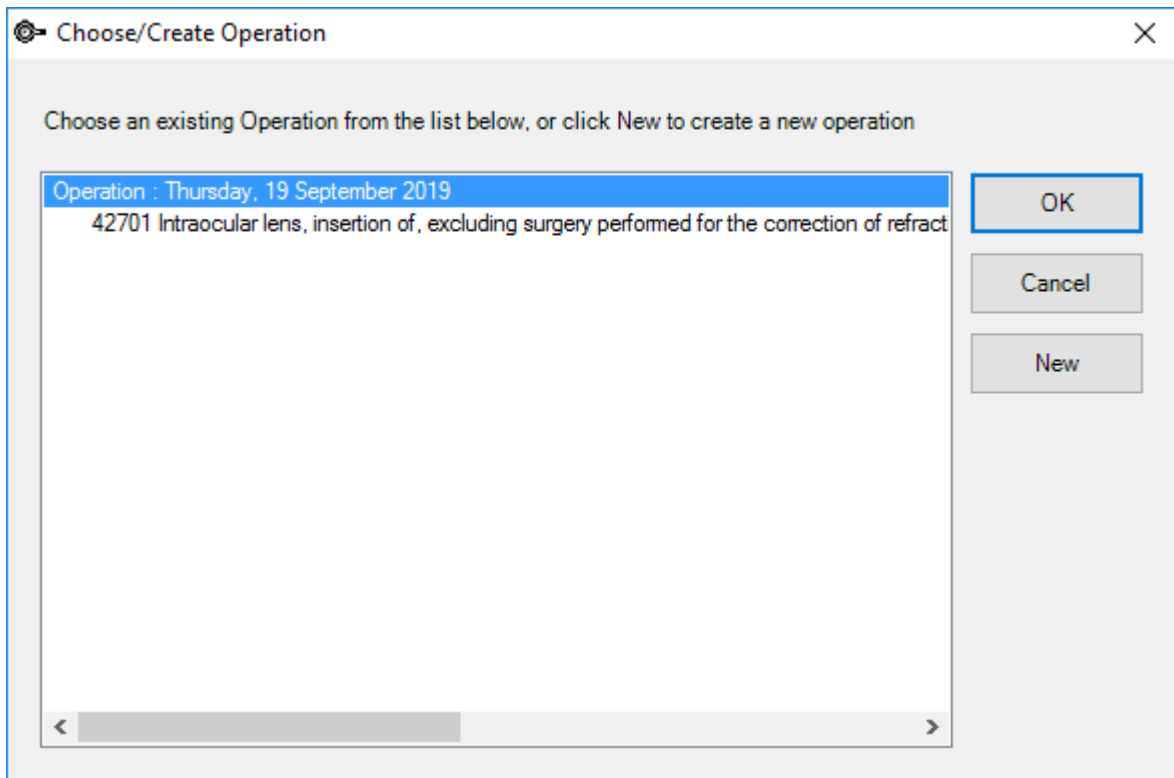 Choose/Create Operation
Choose an existing Operation from the list below, or click New to create a new operation
Operation : Thursday, 19 September 2019
42701 Intraocular lens, insertion of, excluding surgery performed for the correction of refract
OK
Cancel
New